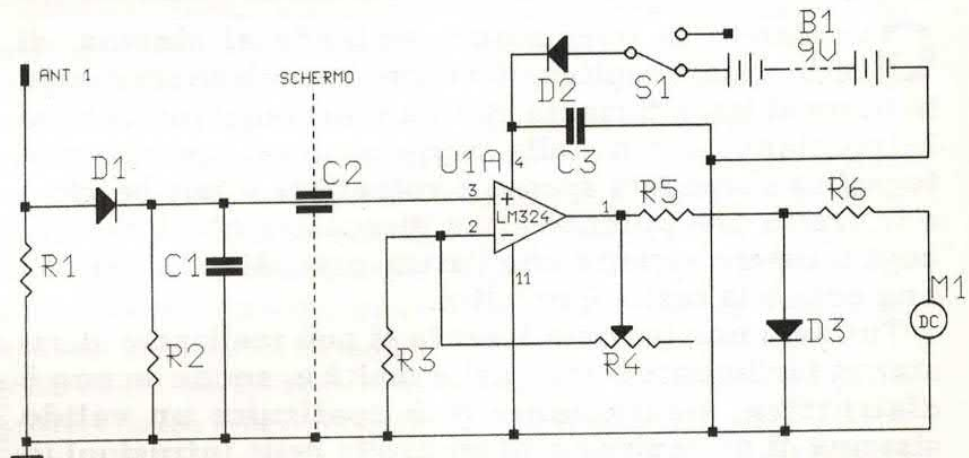 ANT 1
SCHERMO
B1
9V
S1
D2
C3
D1
C2
U1A
4
3
+
LM324
2
1
11
R5
R6
R1
C1
R2
R3
R4
D3
M1
DC